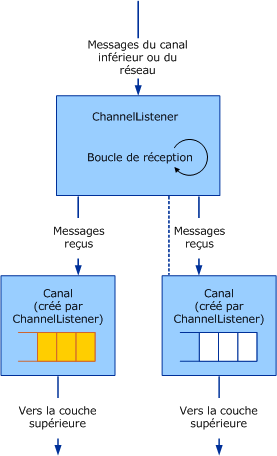 Messages du canal
inférieur ou du
réseau
ChannelListener
Boucle de réception
Messages
reçus
Messages
reçus
Canal
(créé par
ChannelListener)
Canal
(créé par
ChannelListener)
Vers la couche
supérieure
Vers la couche
supérieure